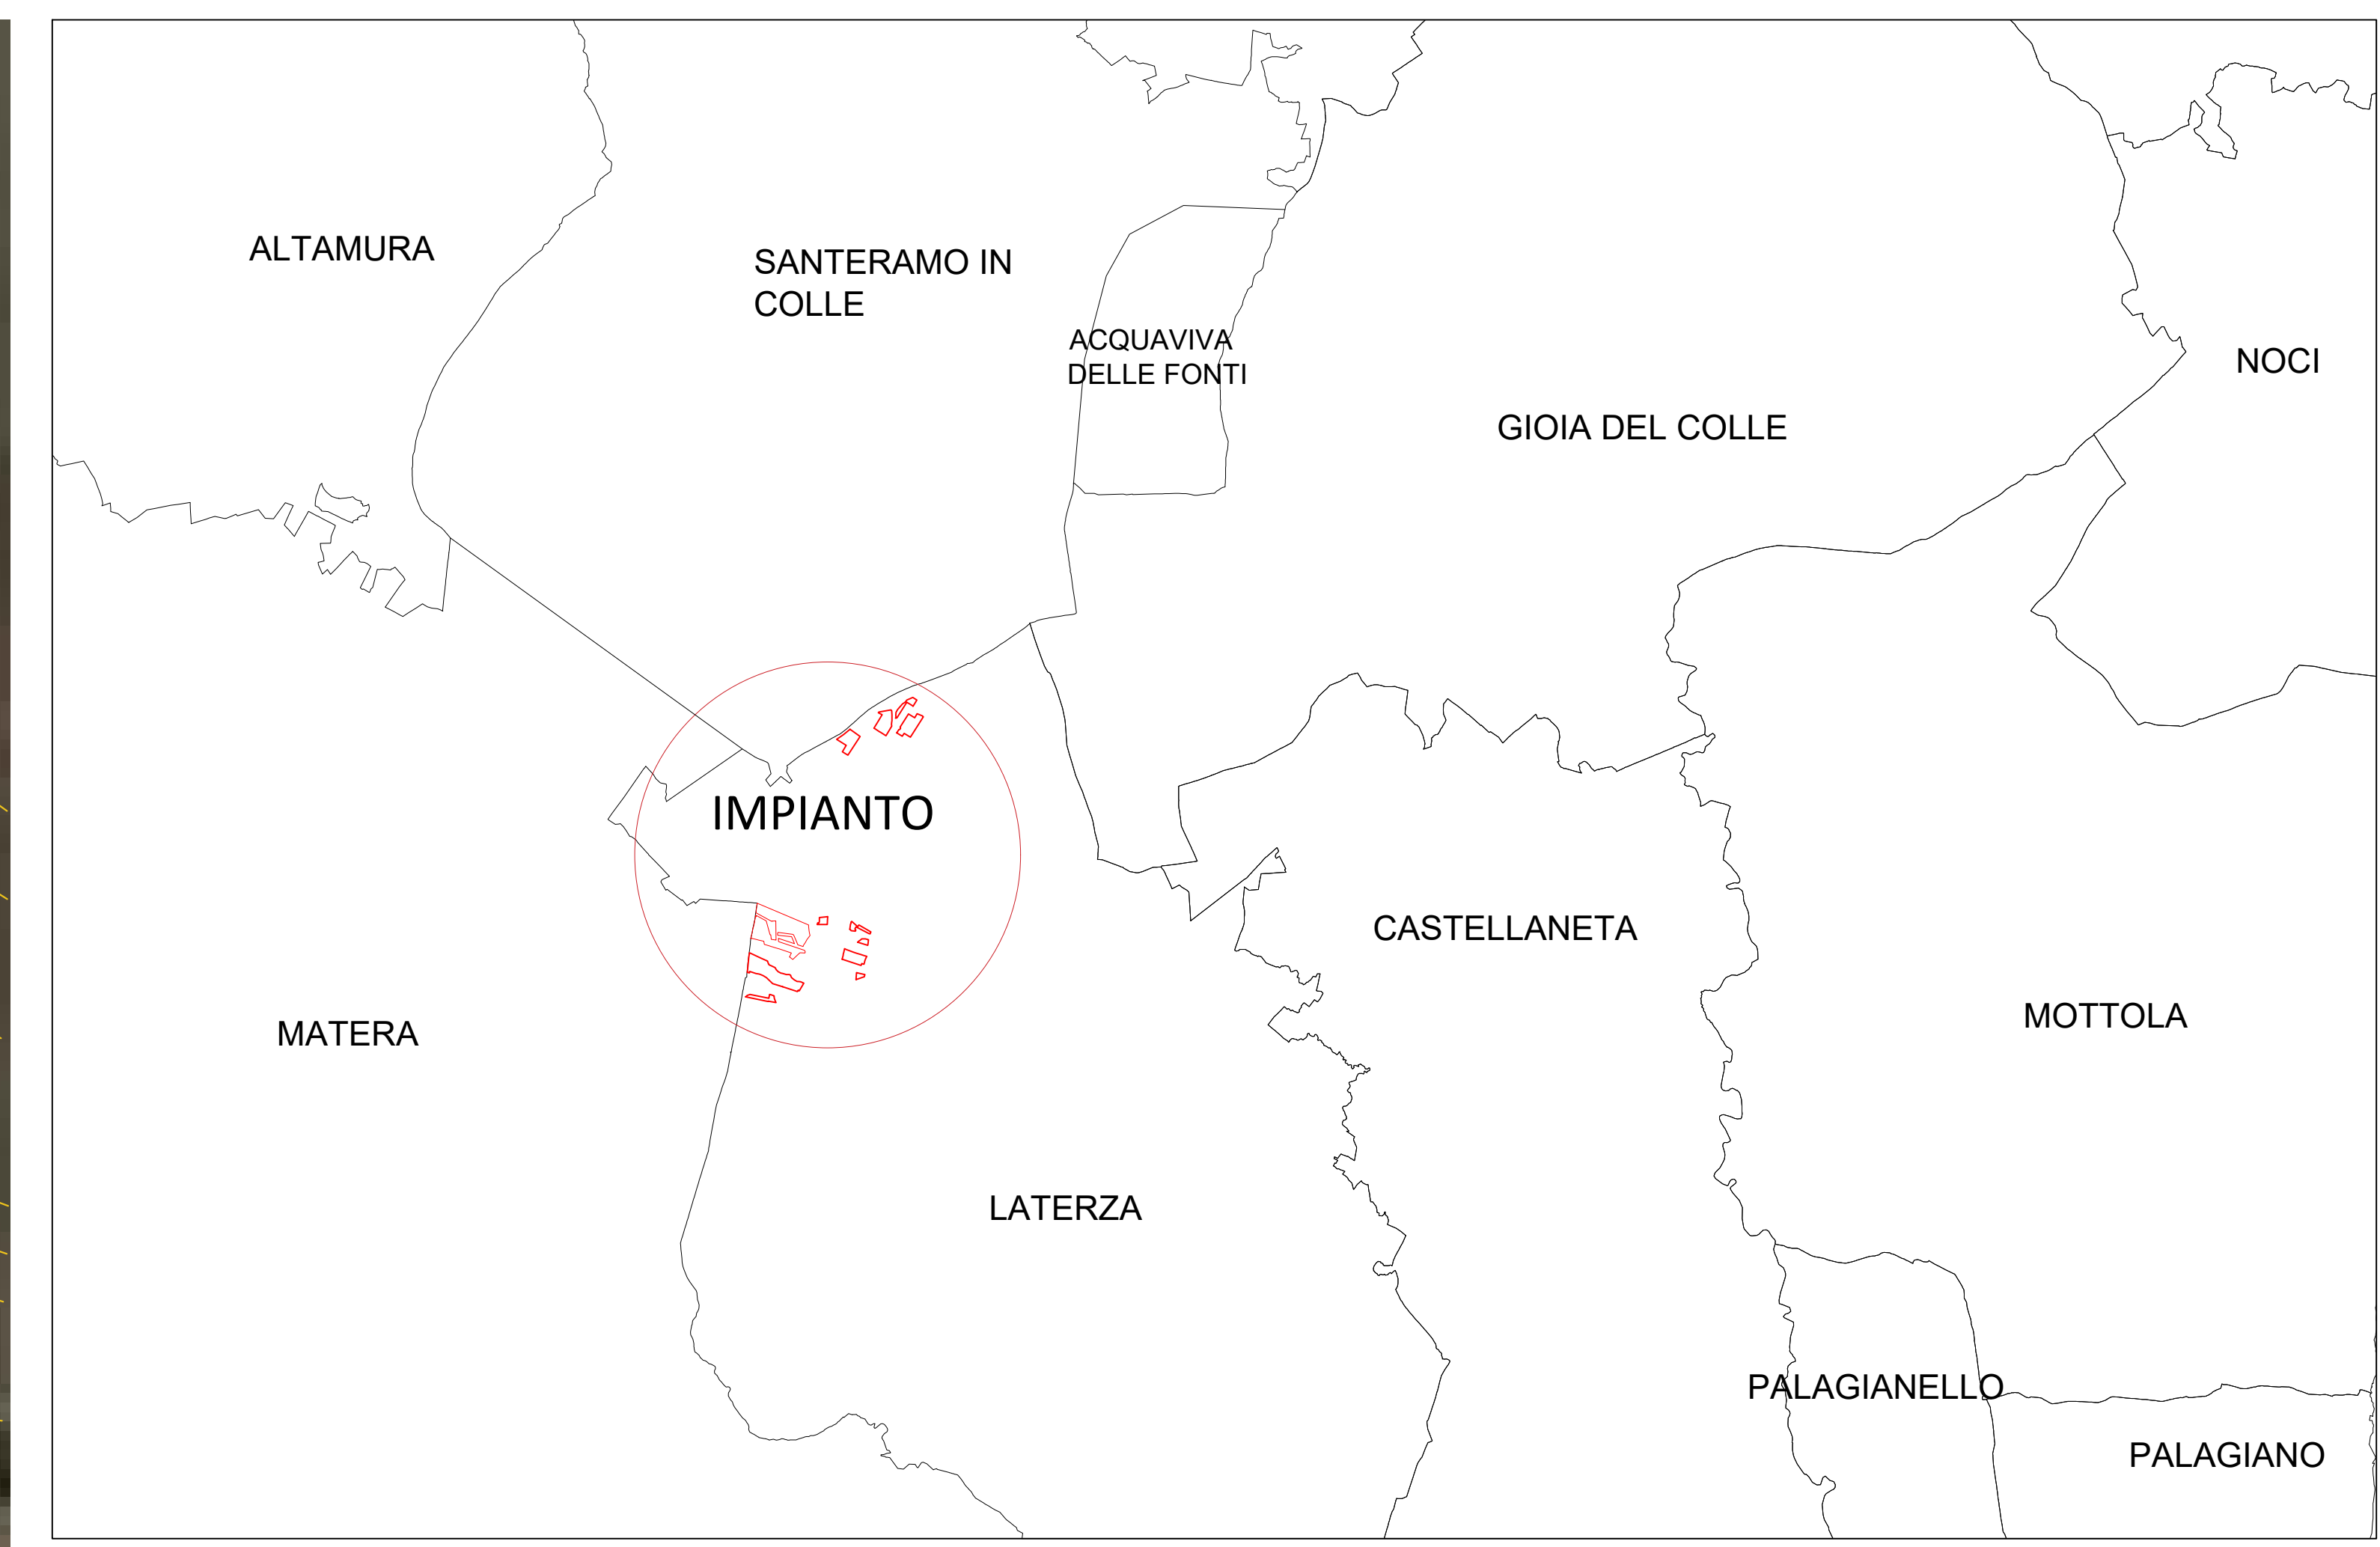 ALTAMURA
SANTERAMO IN
COLLE
ACQUAVIVA
DELLE FONTI
NOCI
GIOIA DEL COLLE
IMPIANTO
CASTELLANETA
MOTTOLA
MATERA
LATERZA
PALAGIANELLO
PALAGIANO